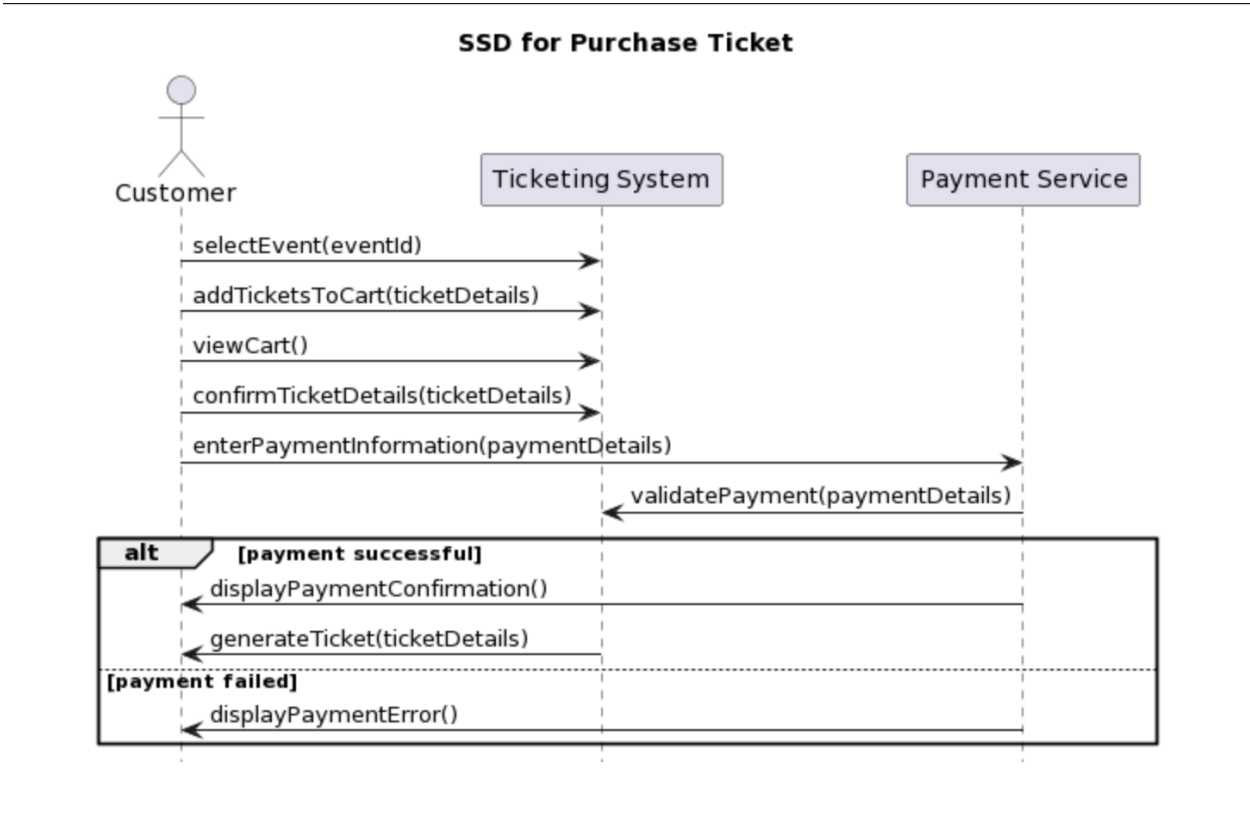 SSD for Purchase Ticket
Customer
Ticketing System
Payment Service
selectEvent(eventId)
addTicketsToCart(ticketDetails)
viewCart()
confirmTicketDetails(ticketDetails)
enterPaymentInformation(paymentDetails)
validatePayment(paymentDetails)
alt [payment successful]
displayPaymentConfirmation()
generateTicket(ticketDetails)
[payment failed]
displayPaymentError()